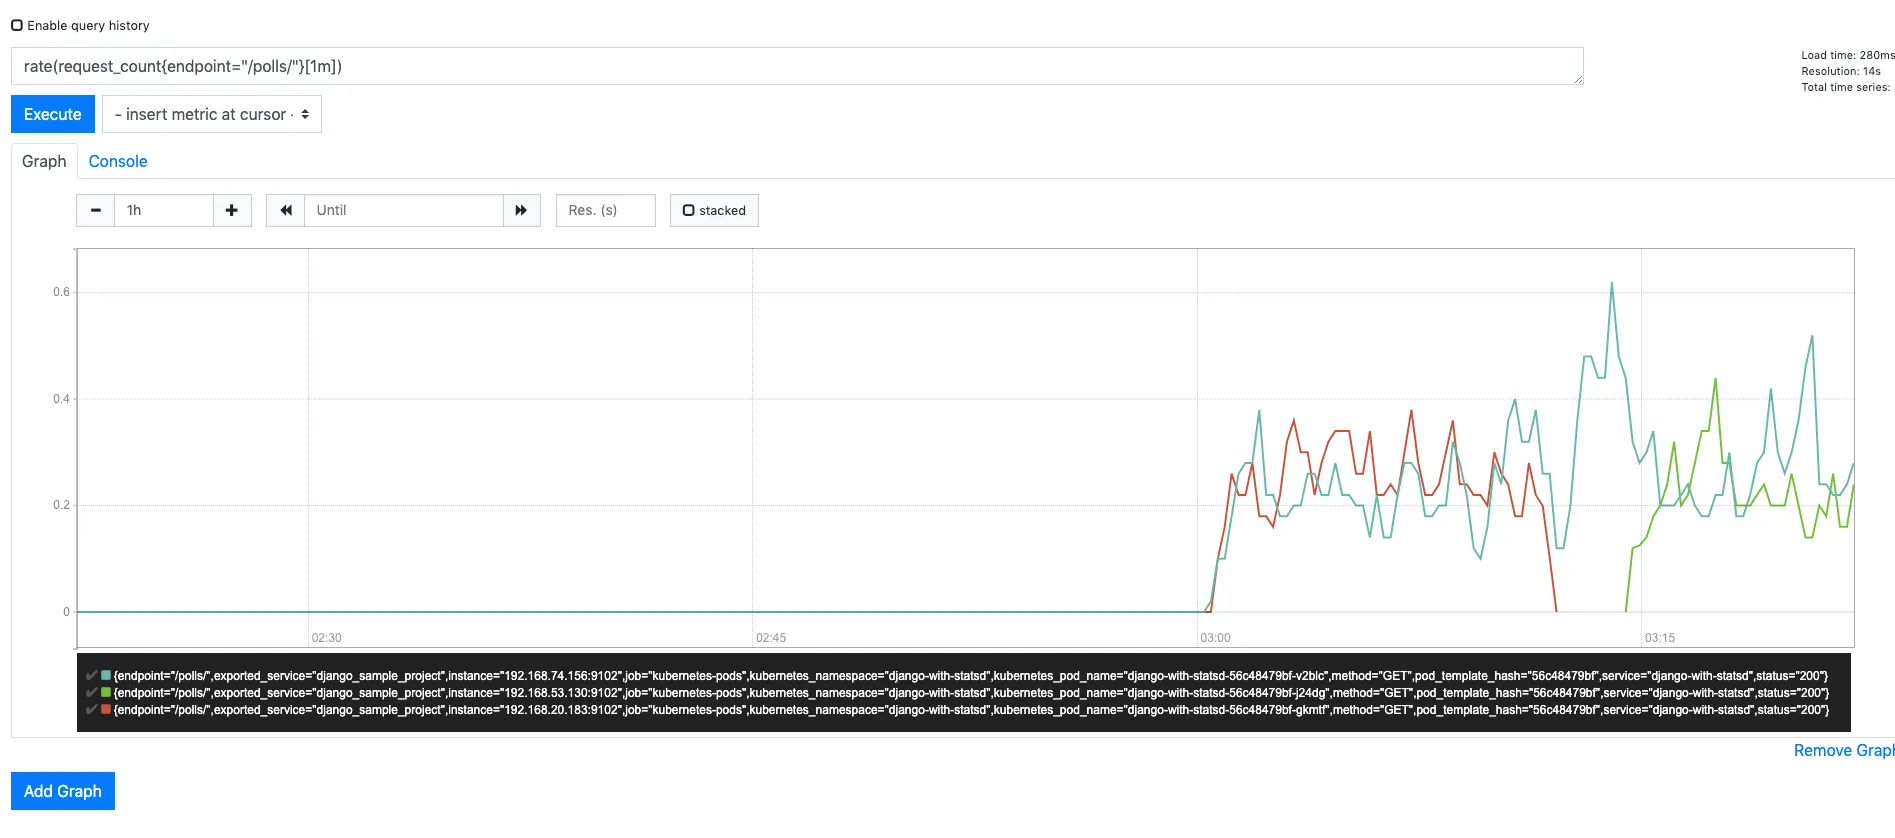 Enable query history
rate(request_count{endpoint="/polls/"}[1m])
Load time: 280ms
Resolution: 14s
Total time series:
Execute
- insert metric at cursor -
Graph
Console
1h
Until
Res. (s)
stacked
0.6
0.4
0.2
0
02:30
02:45
03:00
03:15
{endpoint="/polls/",exported_service="django_sample_project",instance="192.168.74.156:9102",job="kubernetes-pods",kubernetes_namespace="django-with-statsd",kubernetes_pod_name="django-with-statsd-56c48479bf-v2blc",method="GET",pod_template_hash="56c48479bf",service="django-with-statsd",status="200"}
{endpoint="/polls/",exported_service="django_sample_project",instance="192.168.53.130:9102",job="kubernetes-pods",kubernetes_namespace="django-with-statsd",kubernetes_pod_name="django-with-statsd-56c48479bf-j24dg",method="GET",pod_template_hash="56c48479bf",service="django-with-statsd",status="200"}
{endpoint="/polls/",exported_service="django_sample_project",instance="192.168.20.183:9102",job="kubernetes-pods",kubernetes_namespace="django-with-statsd",kubernetes_pod_name="django-with-statsd-56c48479bf-gkmtf",method="GET",pod_template_hash="56c48479bf",service="django-with-statsd",status="200"}
Remove Graph
Add Graph